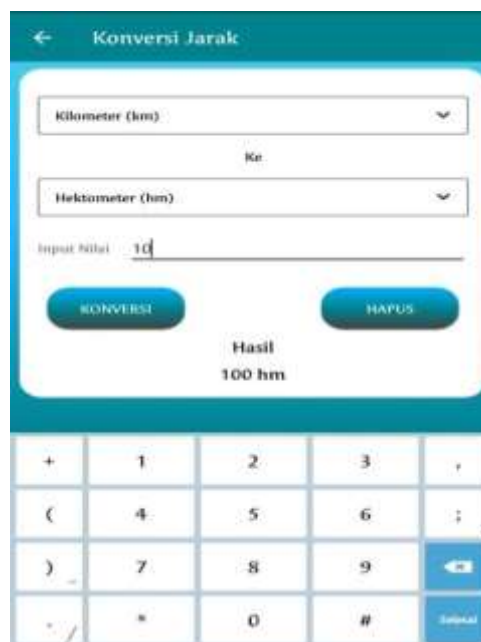 Konversi Jarak
Kilometer (km)
Ke
Hektometer (hm)
Input Nilai 10
KONVERSI HAPUS
Hasil
100 hm
+ 1 2 3 ,
( 4 5 6 ;
) 7 8 9
/ * 0 # Selesai